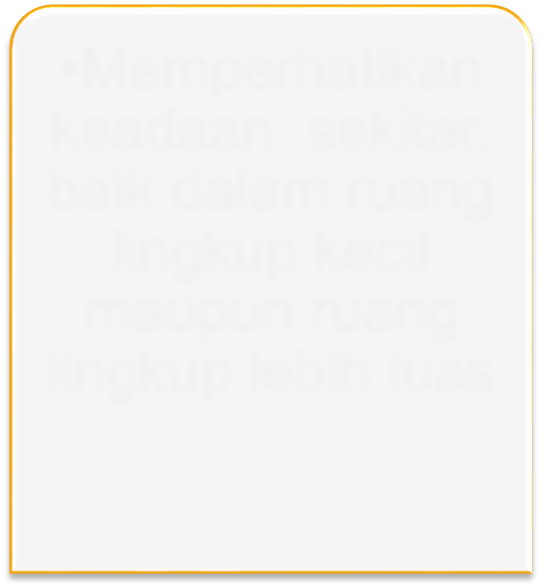 •Memperhatikan
keadaan sekitar,
baik dalam ruang
lingkup kecil
maupun ruang
lingkup lebih luas